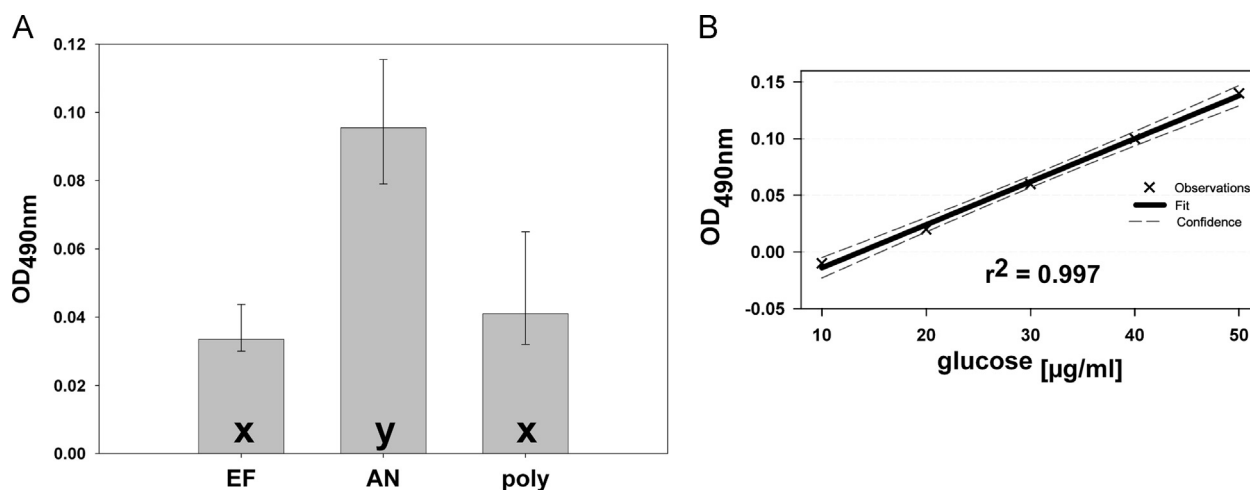 A
0.12
0.10
0.08
0.06
0.04
0.02
0.00
OD490nm
x
y
x
EF
AN
poly
B
0.15
0.10
0.05
0.00
-0.05
OD490nm
Observations
Fit
Confidence
r2 = 0.997
10
20
30
40
50
glucose [µg/ml]